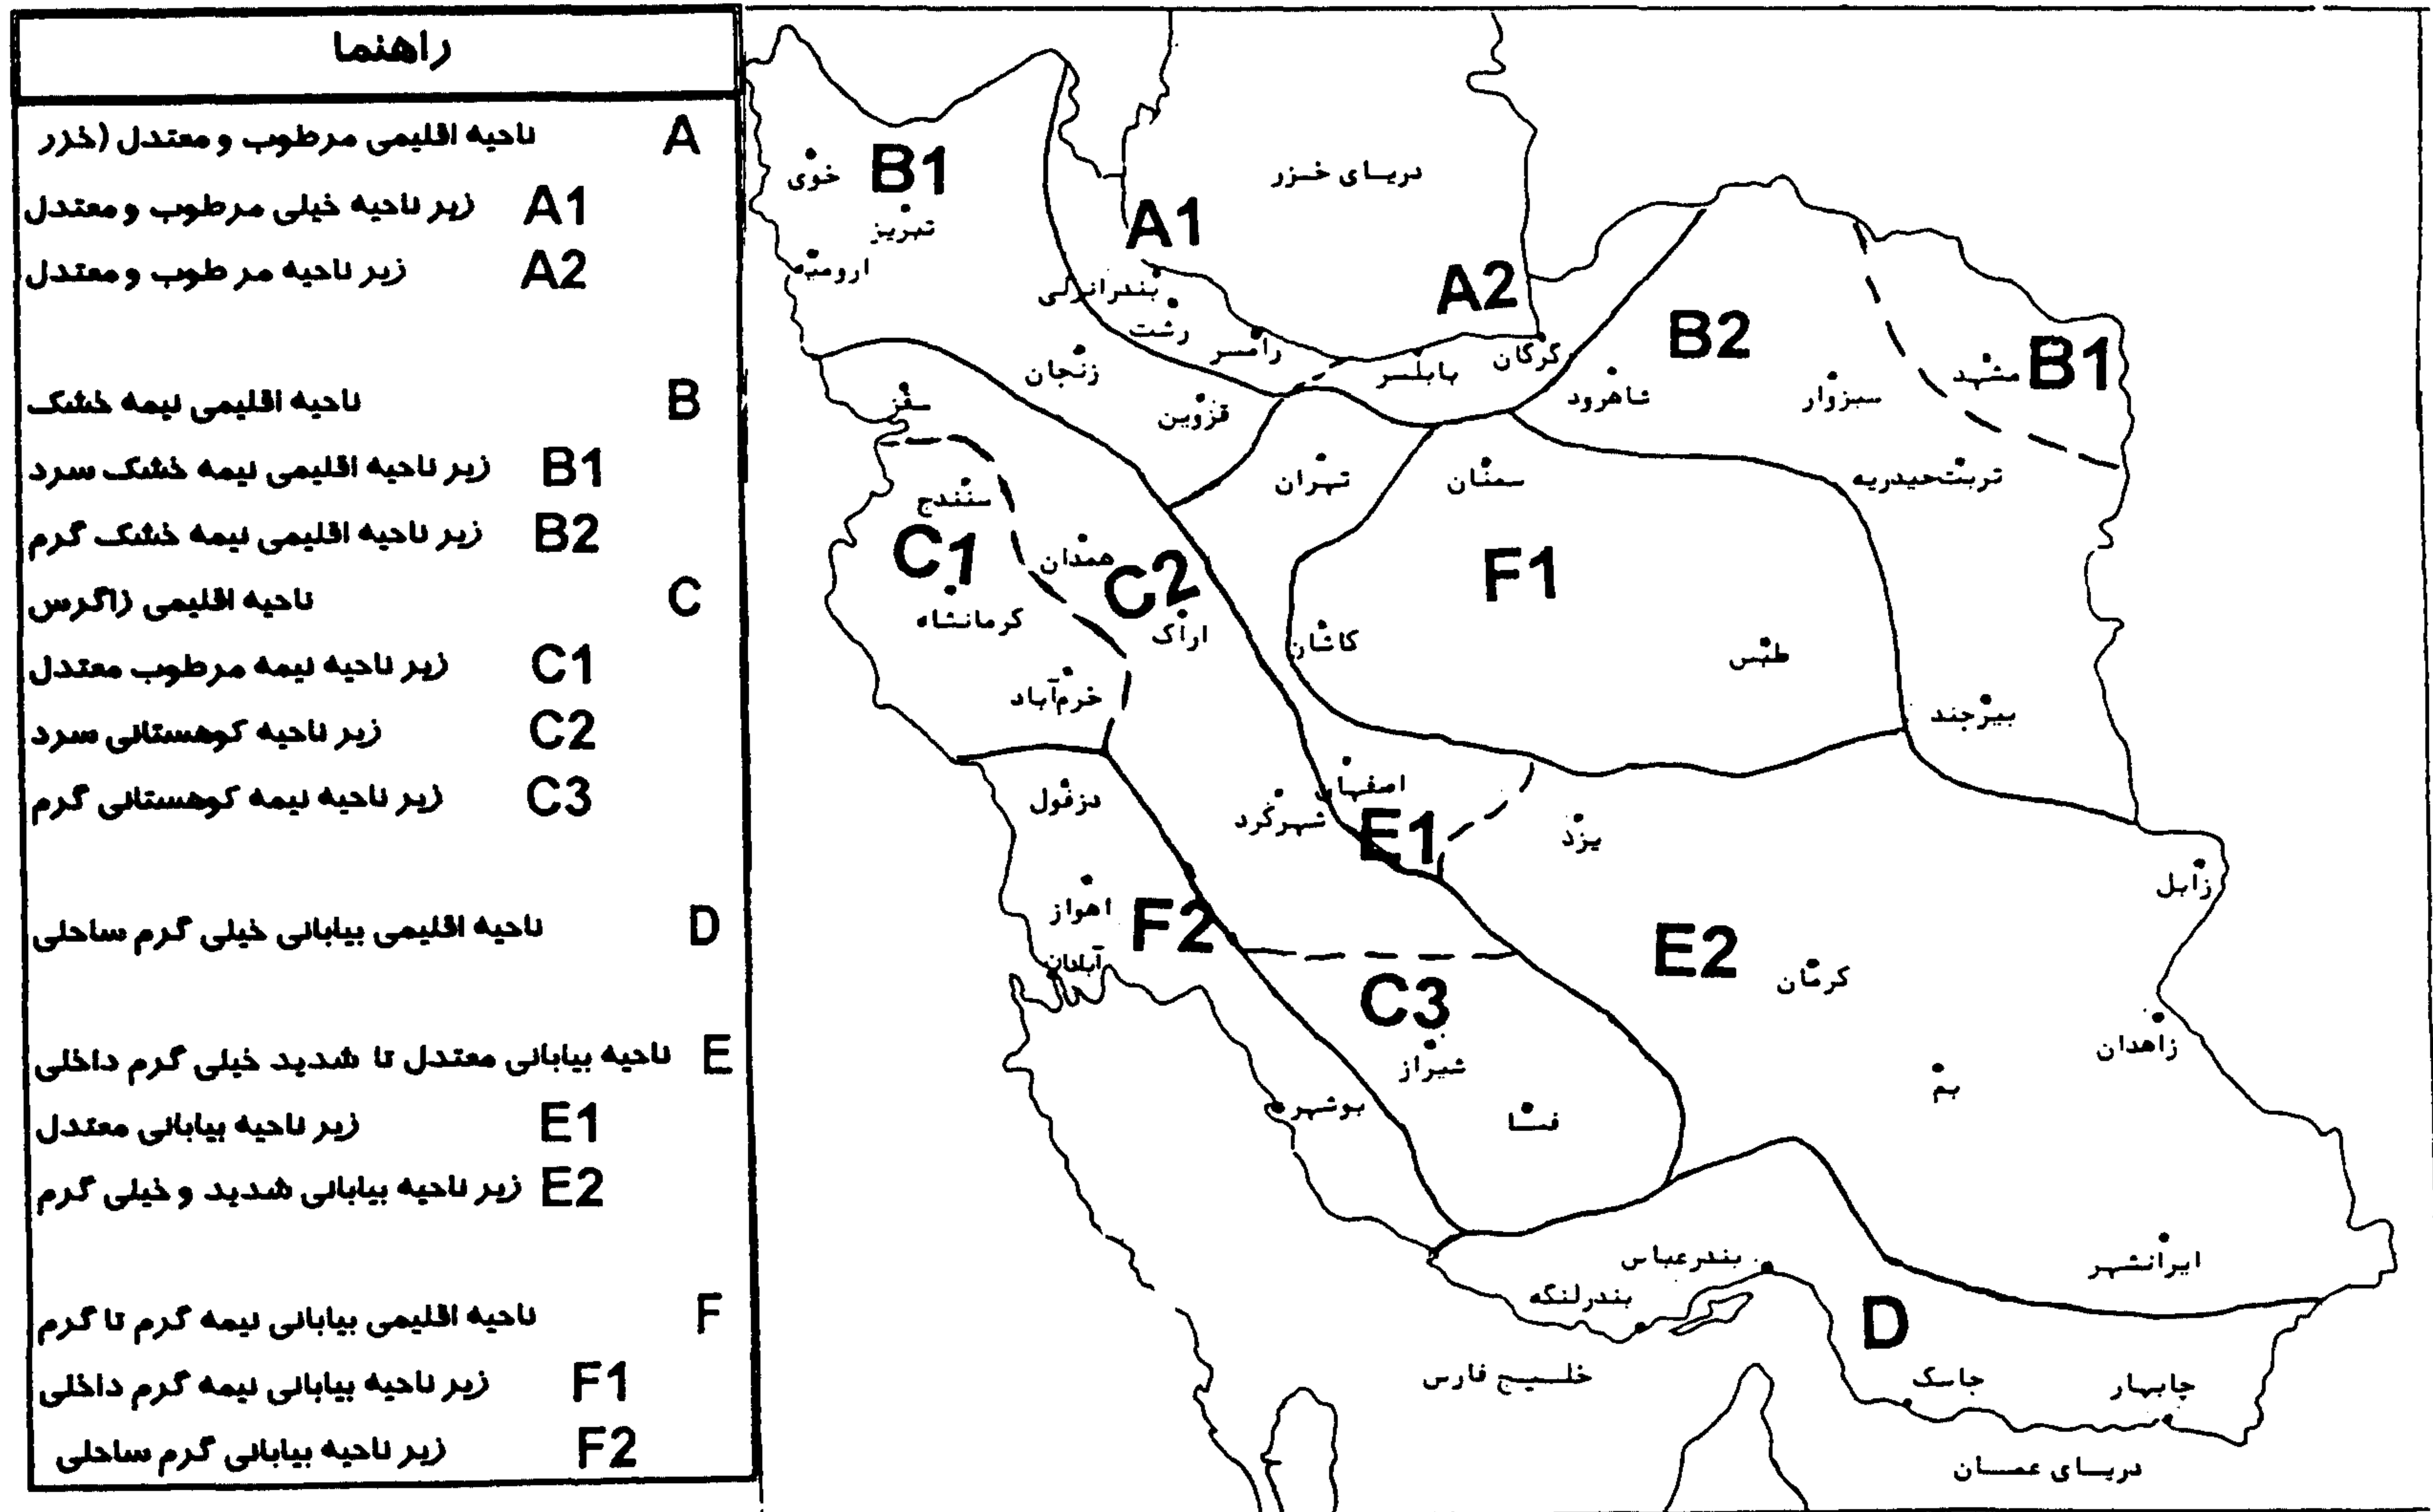 راهنما
ناحیه اقلیمی مرطوب و معتدل (خزر A
زیر ناحیه خیلی مرطوب و معتدل A1
زیر ناحیه مرطوب و معتدل A2
ناحیه اقلیمی نیمه خشک B
زیر ناحیه اقلیمی نیمه خشک سرد B1
زیر ناحیه اقلیمی نیمه خشک گرم B2
ناحیه اقلیمی زاگرس C
زیر ناحیه نیمه مرطوب معتدل C1
زیر ناحیه کوهستانی سرد C2
زیر ناحیه نیمه کوهستانی گرم C3
ناحیه اقلیمی بیابانی خیلی گرم ساحلی D
ناحیه بیابانی معتدل تا شدید خیلی گرم داخلی E
زیر ناحیه بیابانی معتدل E1
زیر ناحیه بیابانی شدید و خیلی گرم E2
ناحیه اقلیمی بیابانی نیمه گرم تا گرم F
زیر ناحیه بیابانی نیمه گرم داخلی F1
زیر ناحیه بیابانی گرم ساحلی F2
خوی
B1
تبریز
ارومیه
دریای خزر
A1
A2
بندرانزلی
رشت
رامسر
بابلسر
گرگان
B2
مشهد
B1
زنجان
شاهرود
سبزوار
سقز
قزوین
تهران
سمنان
تربت‌حیدریه
سنندج
C1
همدان
C2
F1
کرمانشاه
اراک
کاشان
طبس
خرم‌آباد
بیرجند
دزفول
اصفهان
شهرکرد
E1
یزد
زابل
اهواز
F2
E2
آبادان
کرمان
C3
زاهدان
شیراز
بم
بوشهر
فسا
بندرعباس
ایرانشهر
بندرلنگه
D
خلیج فارس
جاسک
چابهار
دریای عمان